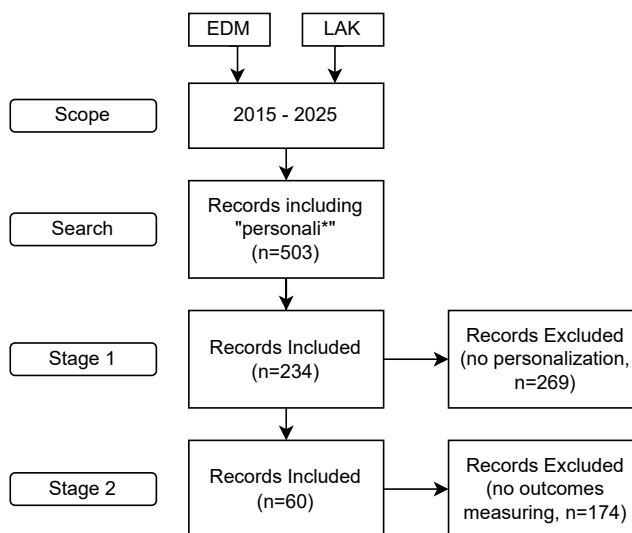 EDM
LAK
Scope
2015 - 2025
Search
Records including
"personali*"
(n=503)
Stage 1
Records Included
(n=234)
Records Excluded
(no personalization,
n=269)
Stage 2
Records Included
(n=60)
Records Excluded
(no outcomes
measuring, n=174)